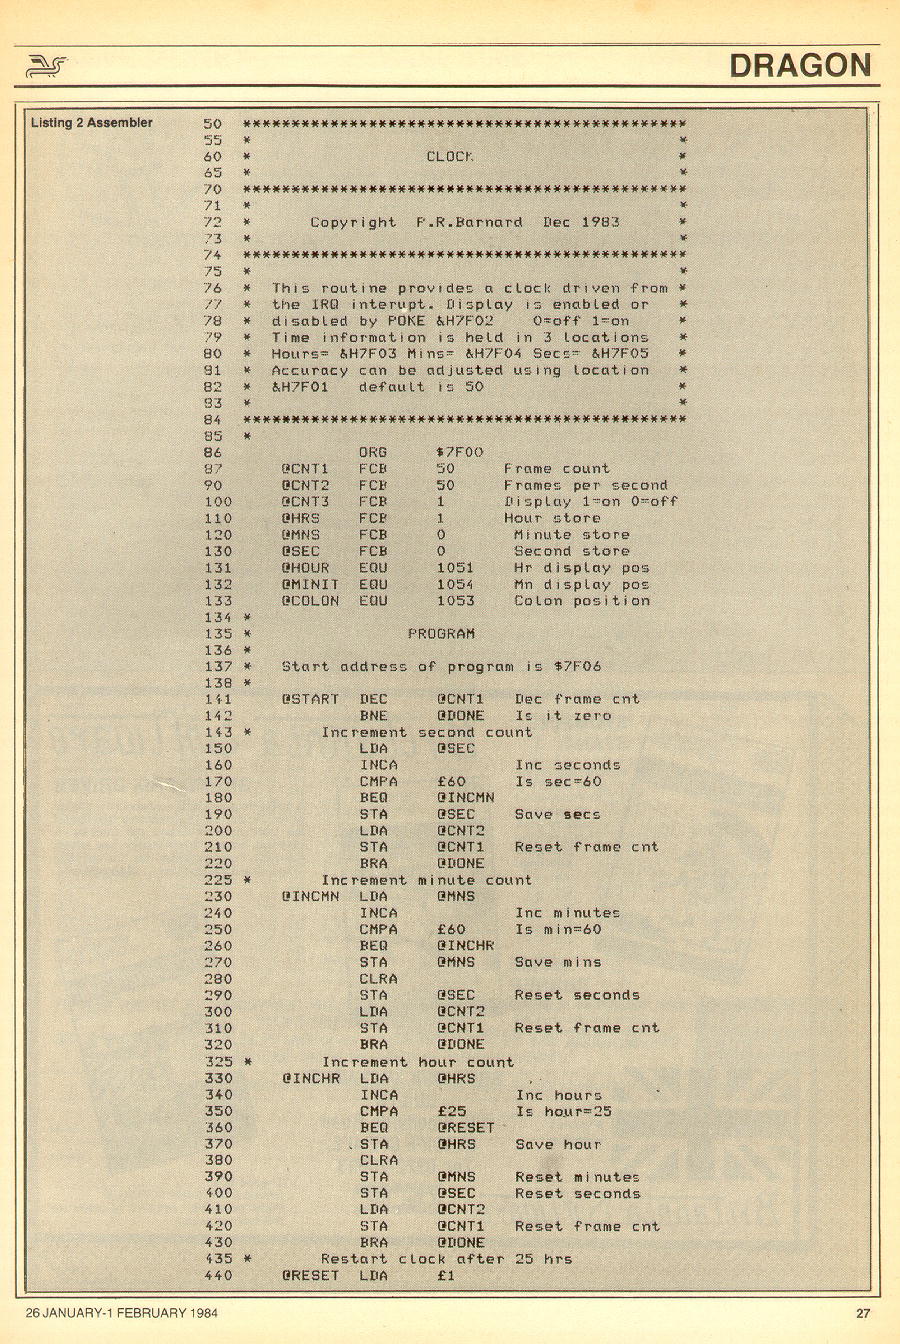 DRAGON
Listing 2 Assembler
50 **********************************************
55 * *
60 * CLOCK *
65 * *
70 **********************************************
71 * *
72 * Copyright P.R.Barnard Dec 1983 *
73 * *
74 **********************************************
75 * *
76 * This routine provides a clock driven from *
77 * the IRQ interupt. Display is enabled or *
78 * disabled by POKE &H7F02 0=off 1=on *
79 * Time information is held in 3 locations *
80 * Hours= &H7F03 Mins= &H7F04 Secs= &H7F05 *
81 * Accuracy can be adjusted using location *
82 * &H7F01 default is 50 *
83 * *
84 **********************************************
85 *
86 ORG $7F00
87 @CNT1 FCB 50 Frame count
90 @CNT2 FCB 50 Frames per second
100 @CNT3 FCB 1 Display 1=on 0=off
110 @HRS FCB 1 Hour store
120 @MNS FCB 0 Minute store
130 @SEC FCB 0 Second store
131 @HOUR EQU 1051 Hr display pos
132 @MINIT EQU 1054 Mn display pos
133 @COLON EQU 1053 Colon position
134 *
135 * PROGRAM
136 *
137 * Start address of program is $7F06
138 *
141 @START DEC @CNT1 Dec frame cnt
142 BNE @DONE Is it zero
143 * Increment second count
150 LDA @SEC
160 INCA Inc seconds
170 CMPA £60 Is sec=60
180 BEQ @INCMN
190 STA @SEC Save secs
200 LDA @CNT2
210 STA @CNT1 Reset frame cnt
220 BRA @DONE
225 * Increment minute count
230 @INCMN LDA @MNS
240 INCA Inc minutes
250 CMPA £60 Is min=60
260 BEQ @INCHR
270 STA @MNS Save mins
280 CLRA
290 STA @SEC Reset seconds
300 LDA @CNT2
310 STA @CNT1 Reset frame cnt
320 BRA @DONE
325 * Increment hour count
330 @INCHR LDA @HRS
340 INCA Inc hours
350 CMPA £25 Is hour=25
360 BEQ @RESET
370 STA @HRS Save hour
380 CLRA
390 STA @MNS Reset minutes
400 STA @SEC Reset seconds
410 LDA @CNT2
420 STA @CNT1 Reset frame cnt
430 BRA @DONE
435 * Restart clock after 25 hrs
440 @RESET LDA £1
26 JANUARY-1 FEBRUARY 1984
27